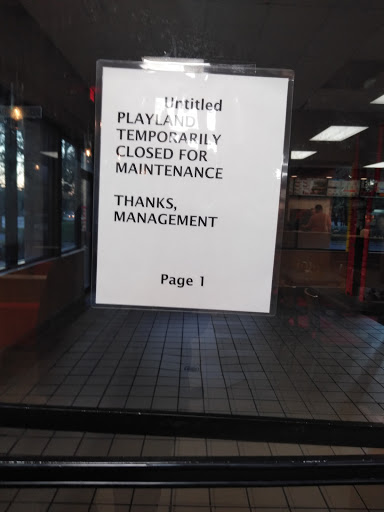 Untitled
PLAYLAND
TEMPORARILY
CLOSED FOR
MAINTENANCE
THANKS,
MANAGEMENT
Page 1